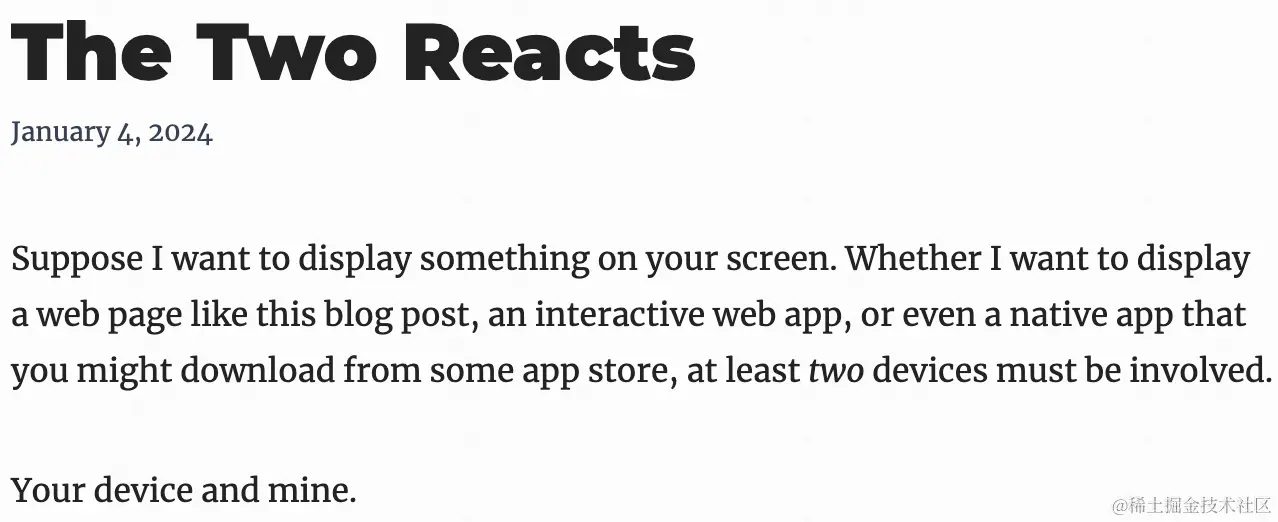 The Two Reacts
January 4, 2024
Suppose I want to display something on your screen. Whether I want to display
a web page like this blog post, an interactive web app, or even a native app that
you might download from some app store, at least two devices must be involved.
Your device and mine.
@稀土掘金技术社区